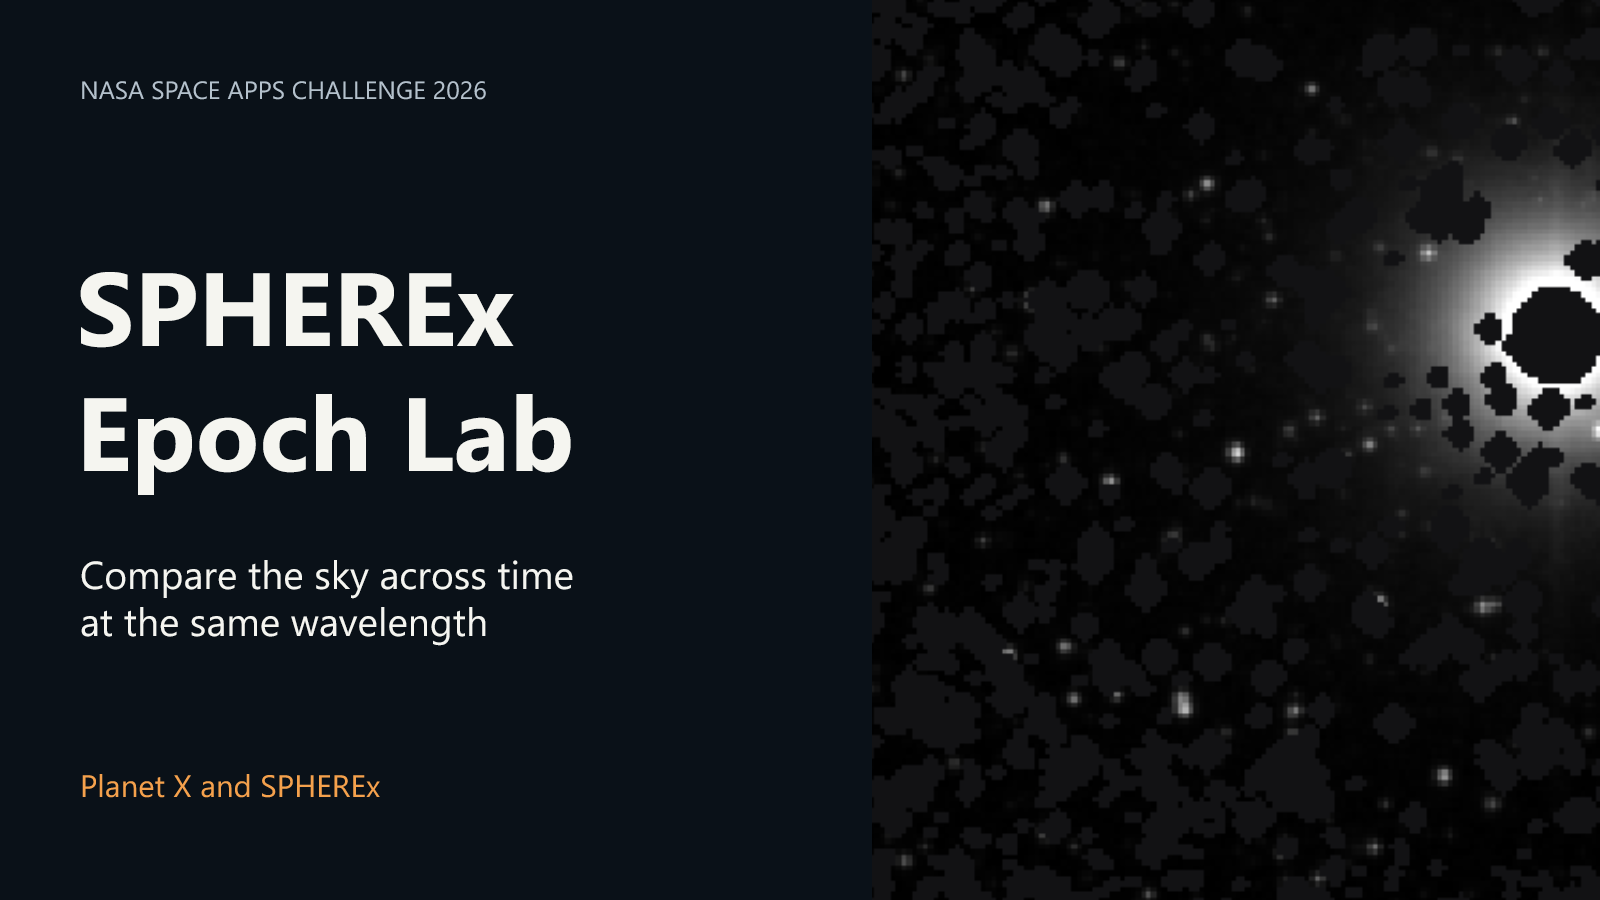 NASA SPACE APPS CHALLENGE 2026
SPHEREx
Epoch Lab
Compare the sky across time
at the same wavelength
Planet X and SPHEREx